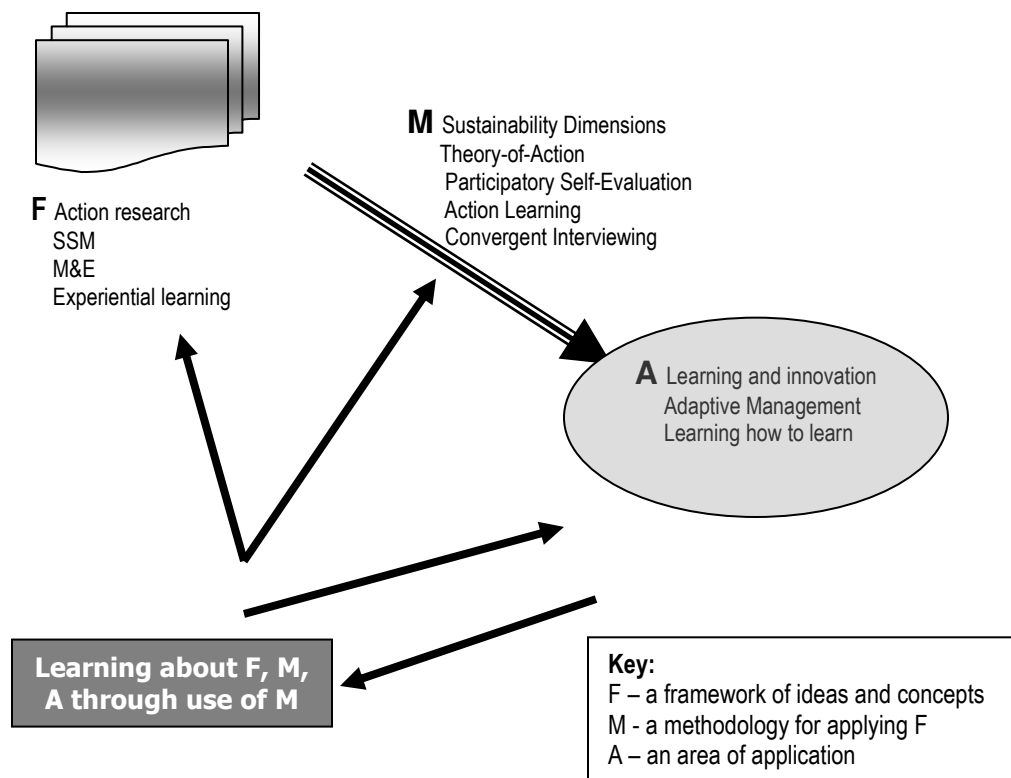 M Sustainability Dimensions
Theory-of-Action
Participatory Self-Evaluation
Action Learning
Convergent Interviewing
F Action research
SSM
M&E
Experiential learning
A Learning and innovation
Adaptive Management
Learning how to learn
Learning about F, M,
A through use of M
Key:
F – a framework of ideas and concepts
M - a methodology for applying F
A – an area of application